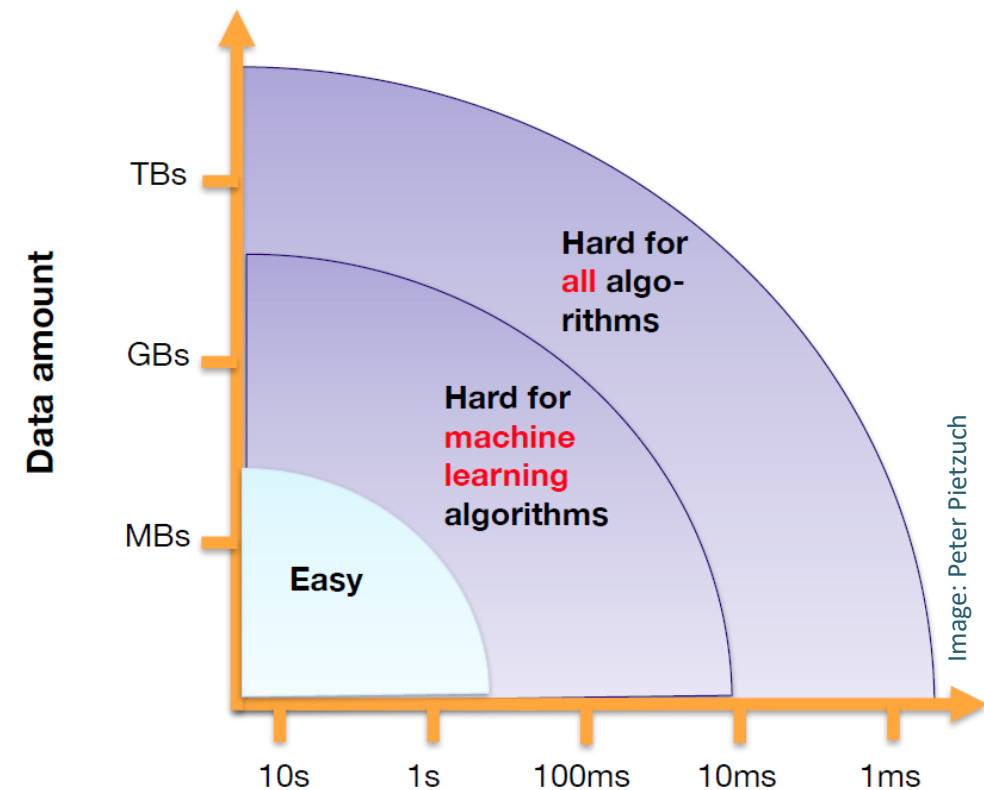 Data amount
TBs
GBs
MBs
Hard for
all algo-
rithms
Hard for
machine
learning
algorithms
Easy
10s
1s
100ms
10ms
1ms
Image: Peter Pietzuch